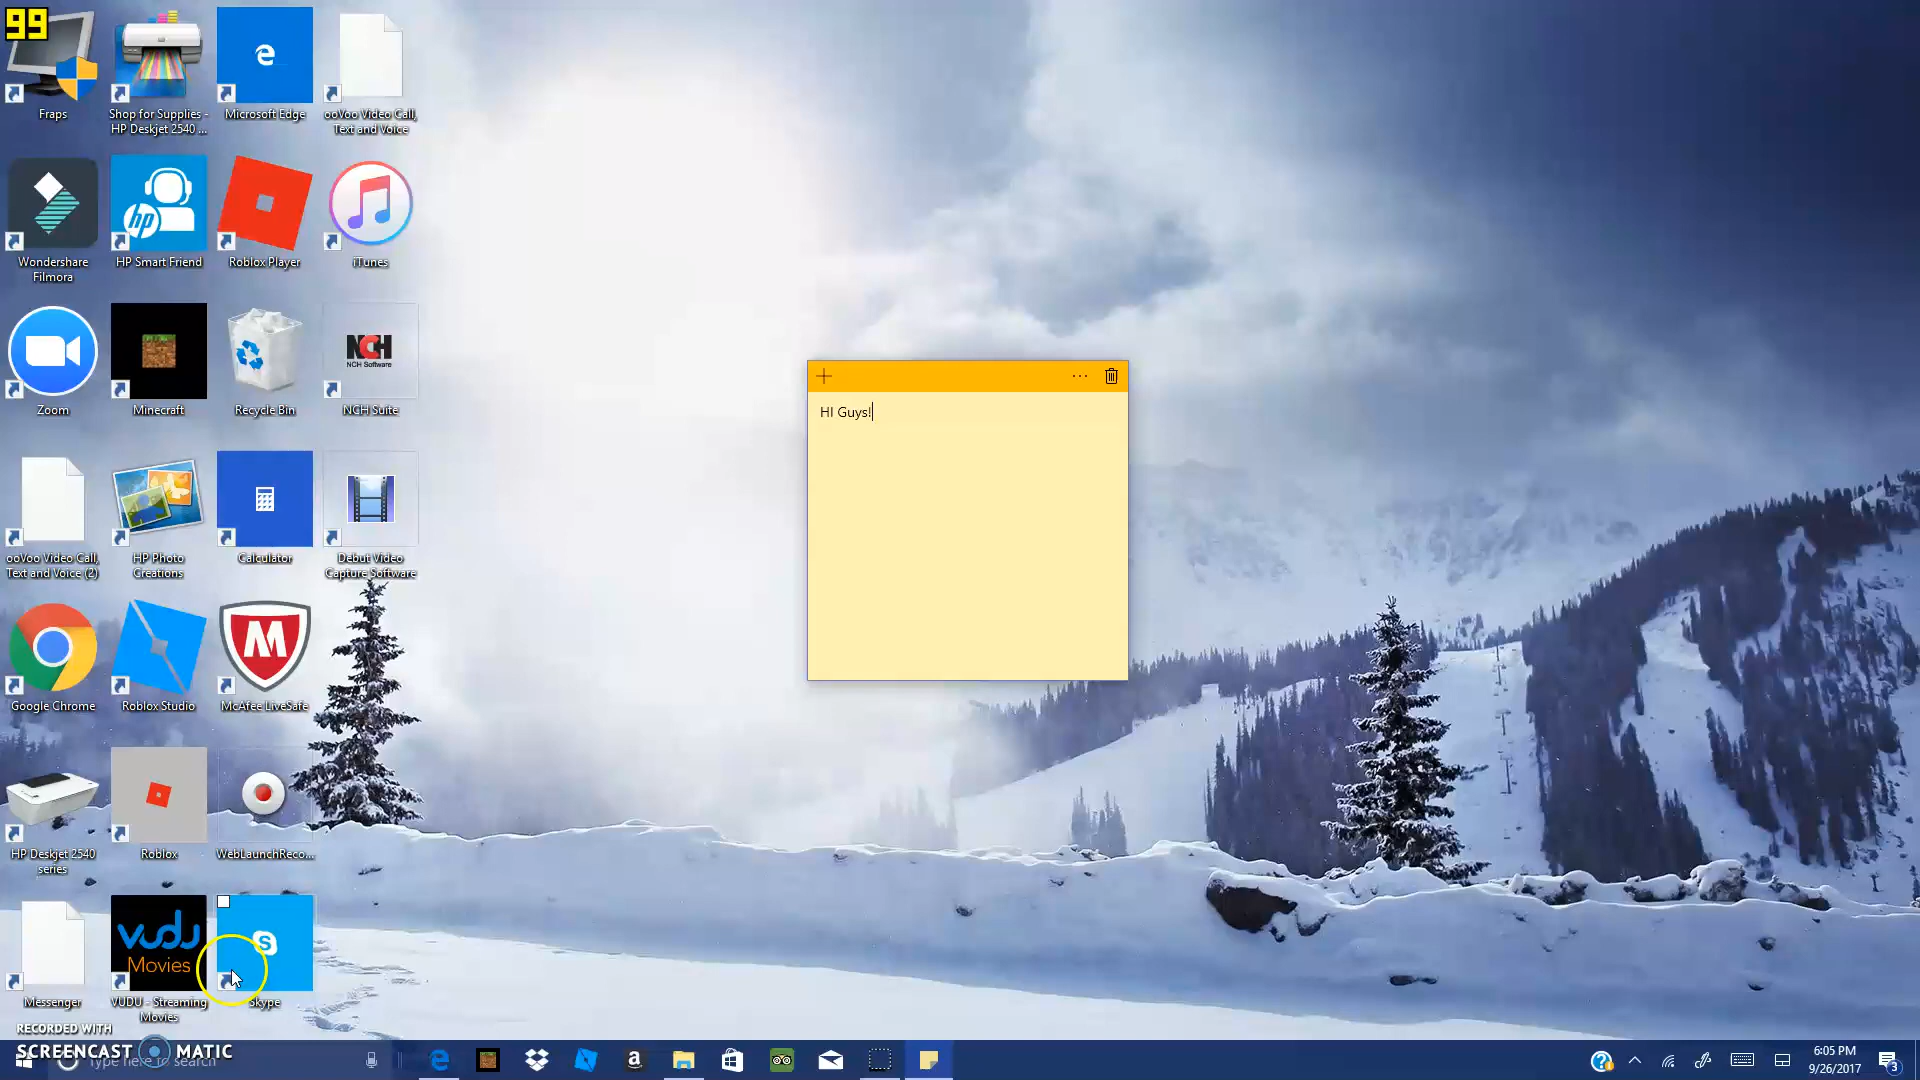 99
Fraps
Shop for Supplies -
HP Deskjet 2540 ...
Microsoft Edge
ooVoo Video Call,
Text and Voice
Wondershare
Filmora
hp
HP Smart Friend
Roblox Player
iTunes
Zoom
Minecraft
Recycle Bin
NCH
NCH Software
NCH Suite
ooVoo Video Call,
Text and Voice (2)
HP Photo
Creations
Calculator
Debut Video
Capture Software
Google Chrome
Roblox Studio
McAfee LiveSafe
HP Deskjet 2540
series
Roblox
WebLaunchReco...
Messenger
vudu
Movies
VUDU - Streaming
Movies
Skype
HI Guys!
RECORDED WITH
SCREENCAST MATIC
Type here to search
6:05 PM
9/26/2017
3